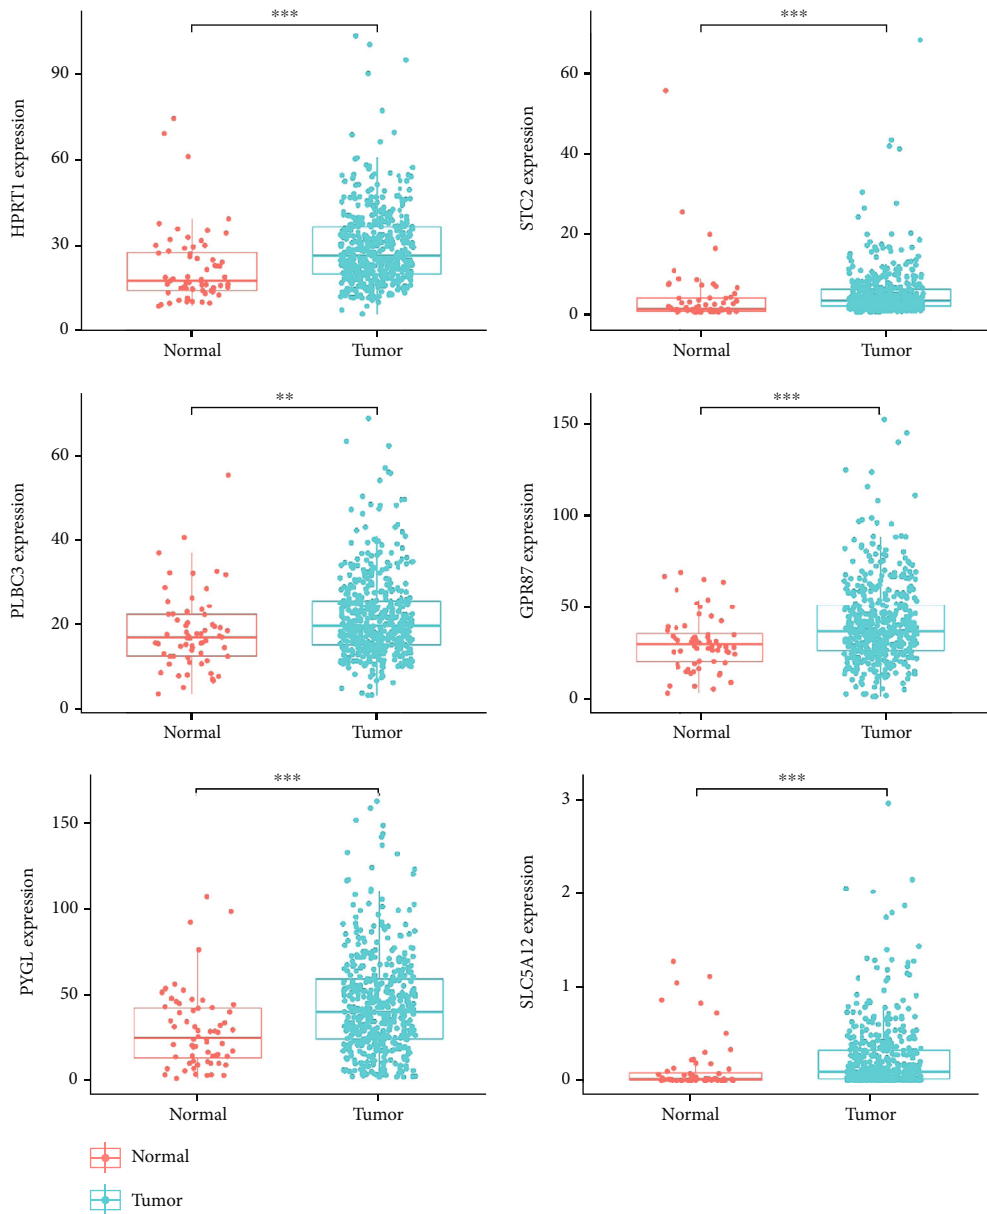 ***
HPRT1 expression
90
60
30
0
Normal
Tumor
***
STC2 expression
60
40
20
0
Normal
Tumor
**
PLBC3 expression
60
40
20
0
Normal
Tumor
***
GPR87 expression
150
100
50
0
Normal
Tumor
***
PYGL expression
150
100
50
0
Normal
Tumor
***
SLC5A12 expression
3
2
1
0
Normal
Tumor
Normal
Tumor